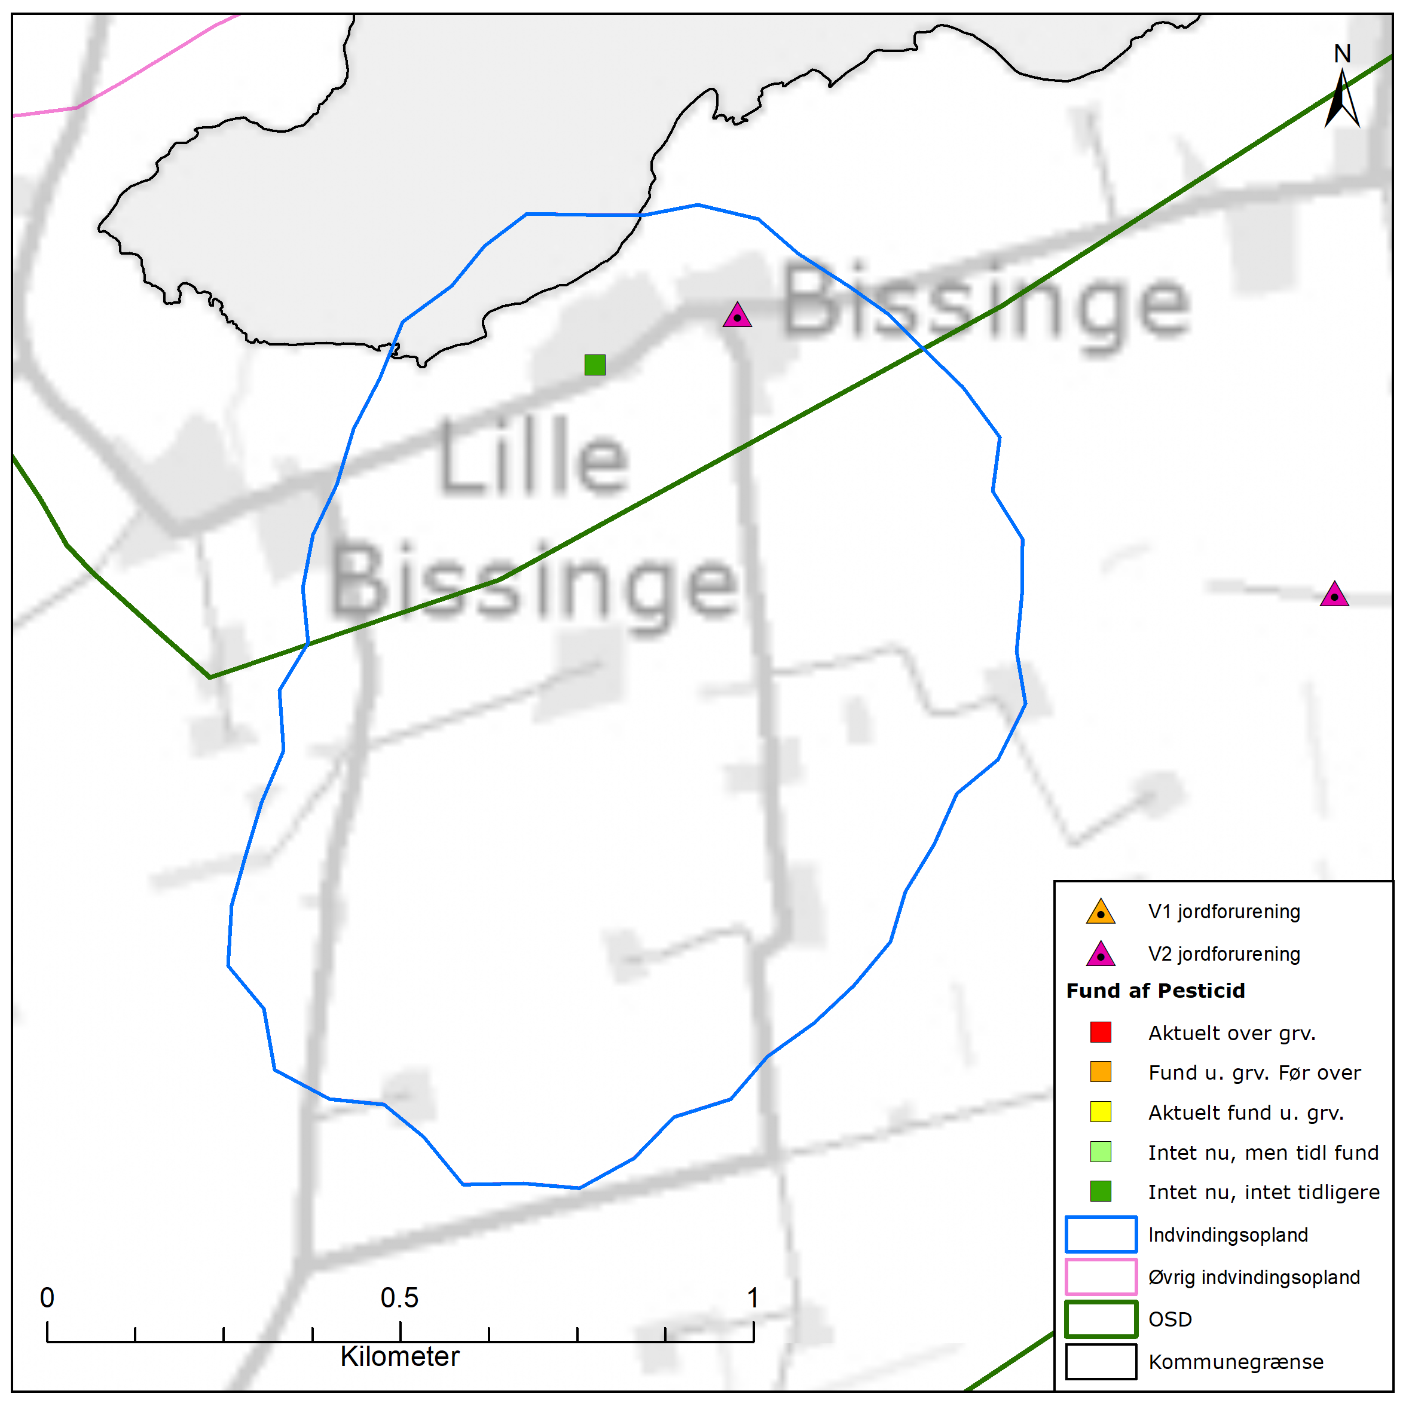 N
Bissinge
Lille
Bissinge
V1 jordforurening
V2 jordforurening
Fund af Pesticid
Aktuelt over grv.
Fund u. grv. Før over
Aktuelt fund u. grv.
Intet nu, men tidl fund
Intet nu, intet tidligere
Indvindingsopland
Øvrig indvindingsopland
OSD
Kommunegrænse
0 0.5 1
Kilometer